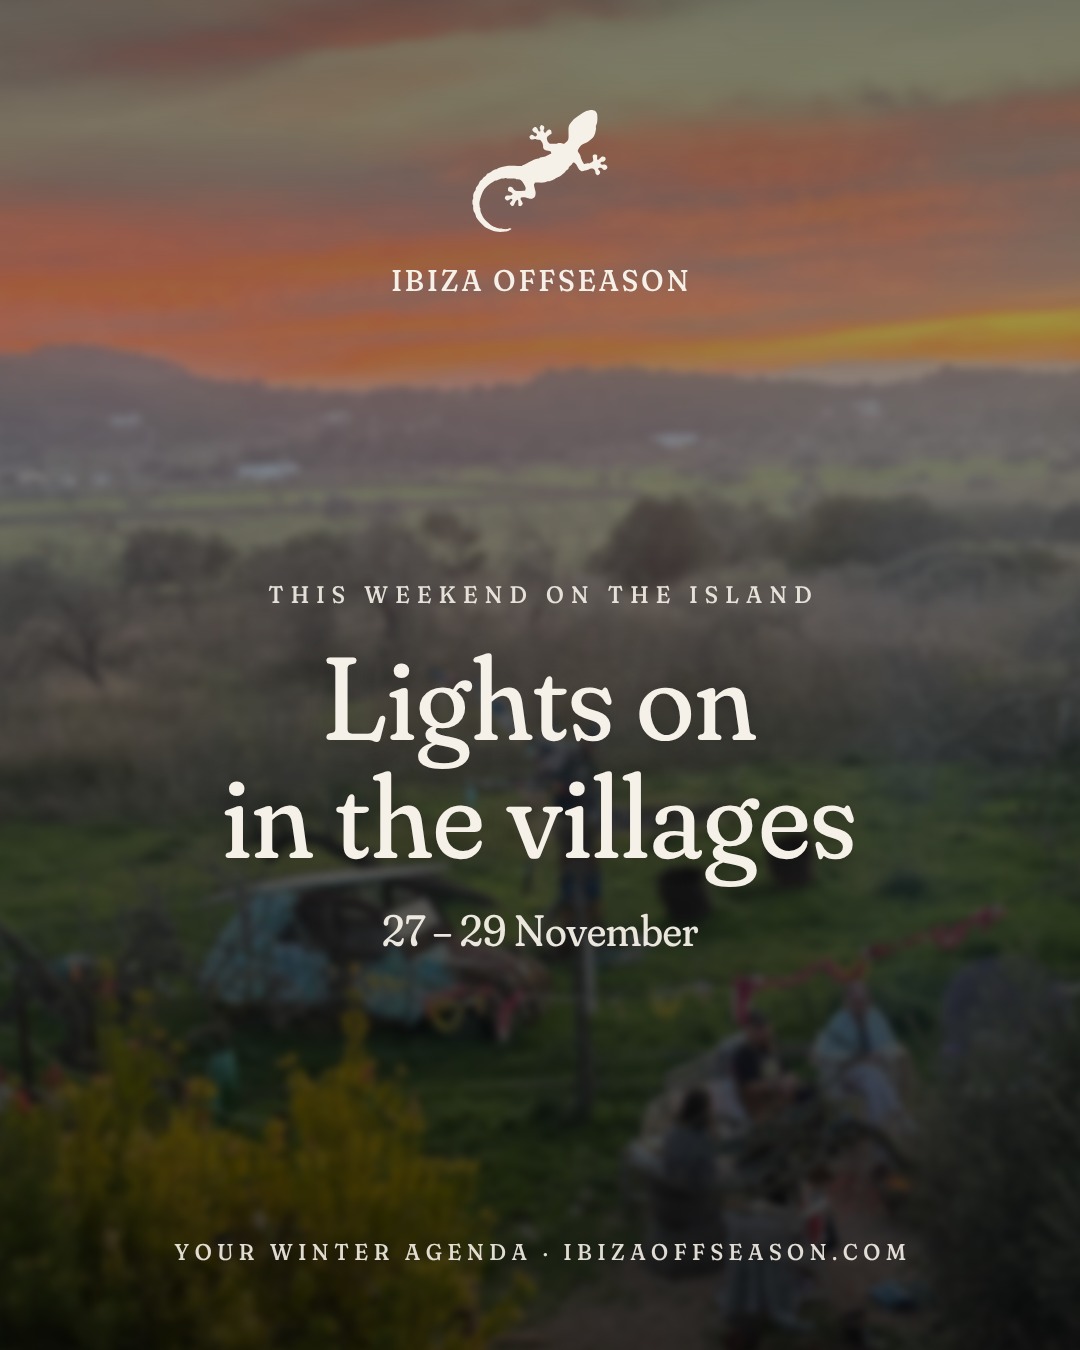 IBIZA OFFSEASON
THIS WEEKEND ON THE ISLAND
Lights on
in the villages
27 – 29 November
YOUR WINTER AGENDA · IBIZAOFFSEASON.COM